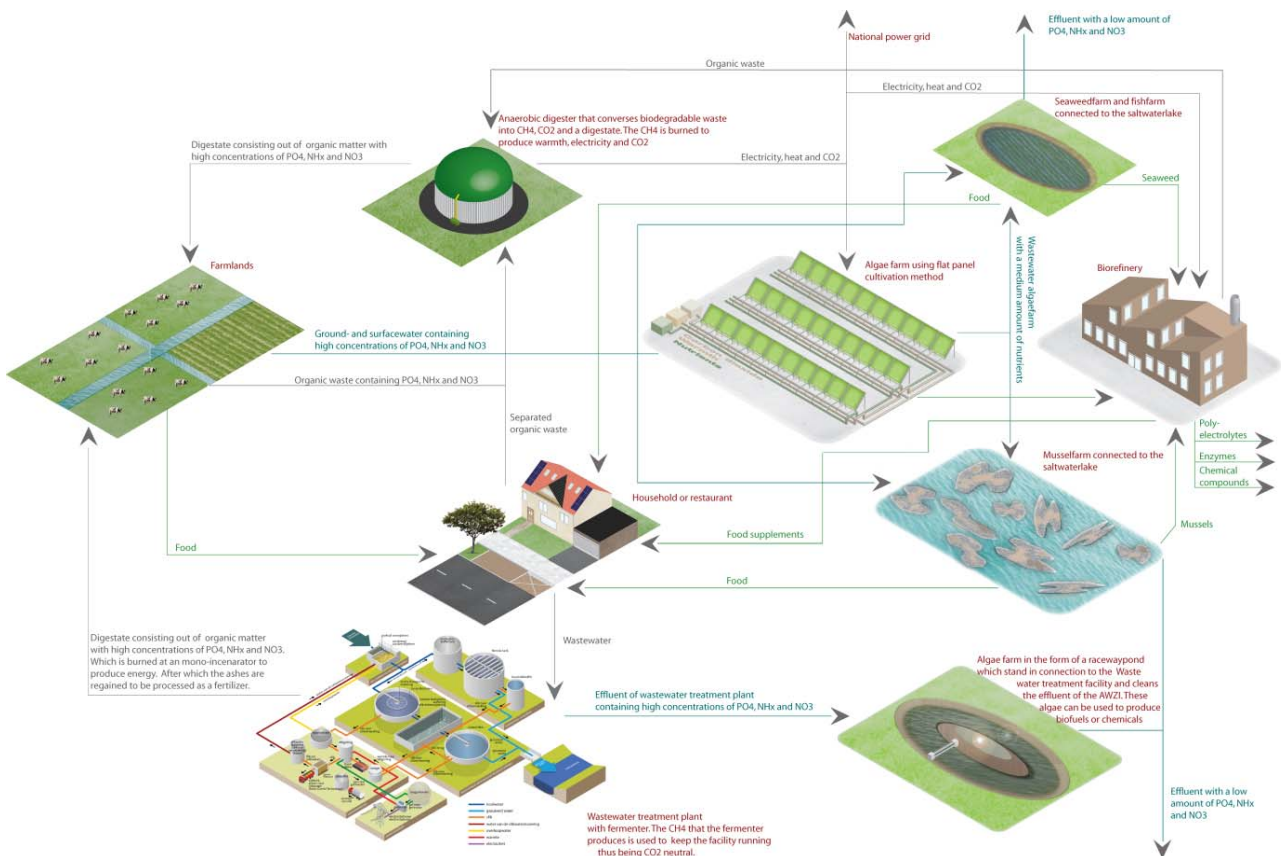 Effluent with a low amount of
PO4, NHx and NO3
National power grid
Organic waste
Electricity, heat and CO2
Seaweedfarm and fishfarm
connected to the saltwaterlake
Anaerobic digester that converses biodegradable waste
into CH4, CO2 and a digestate. The CH4 is burned to
produce warmth, electricity and CO2
Digestate consisting out of organic matter with
high concentrations of PO4, NHx and NO3
Electricity, heat and CO2
Seaweed
Food
Wastewater algaefarm
with a medium amount of nutrients
Farmlands
Algae farm using flat panel
cultivation method
Biorefinery
Ground- and surfacewater containing
high concentrations of PO4, NHx and NO3
Nutrients
Organic waste containing PO4, NHx and NO3
Separated
organic waste
Poly-
electrolytes
Enzymes
Chemical
compounds
Musselfarm connected to the
saltwaterlake
Household or restaurant
Mussels
Food
Food supplements
Food
Digestate consisting out of organic matter
with high concentrations of PO4, NHx and NO3.
Which is burned at an mono-incenarator to
produce energy. After which the ashes are
regained to be processed as a fertilizer.
Wastewater
Effluent of wastewater treatment plant
containing high concentrations of PO4, NHx and NO3
Algae farm in the form of a racewaypond
which stand in connection to the Waste
water treatment facility and cleans
the effluent of the AWZI. These
algae can be used to produce
biofuels or chemicals
Effluent with a low
amount of PO4, NHx
and NO3
Wastewater treatment plant
with fermenter. The CH4 that the fermenter
produces is used to keep the facility running
thus being CO2 neutral.